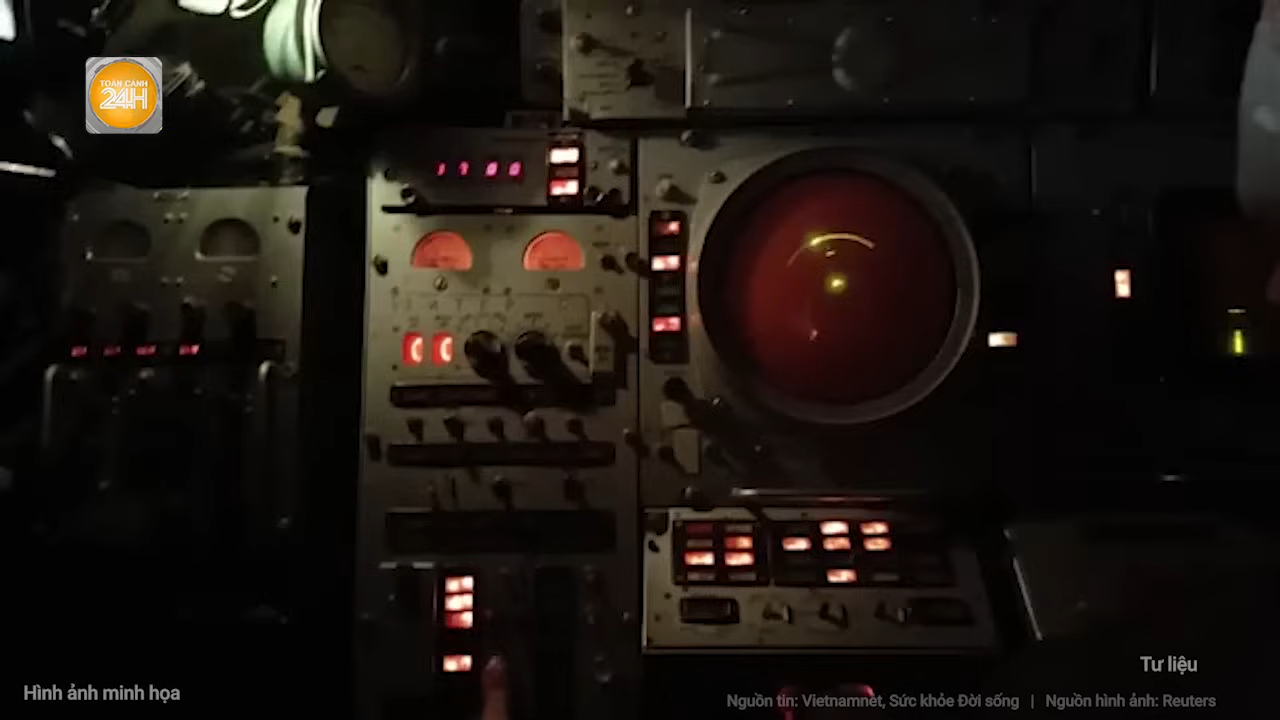 TOÀN CẢNH
24H
1700
Tư liệu
Hình ảnh minh họa
Nguồn tin: Vietnamnet, Sức khỏe Đời sống | Nguồn hình ảnh: Reuters